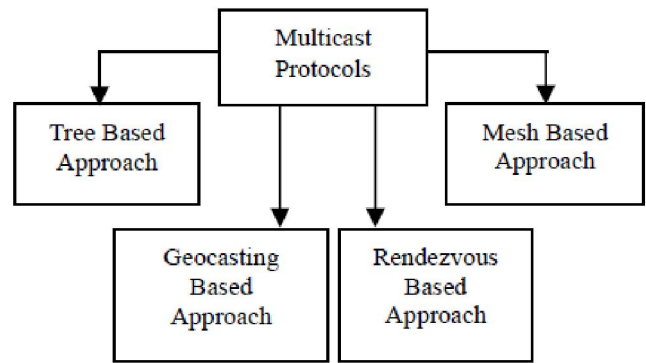 Multicast
Protocols
Tree Based
Approach
Mesh Based
Approach
Geocasting
Based
Approach
Rendezvous
Based
Approach